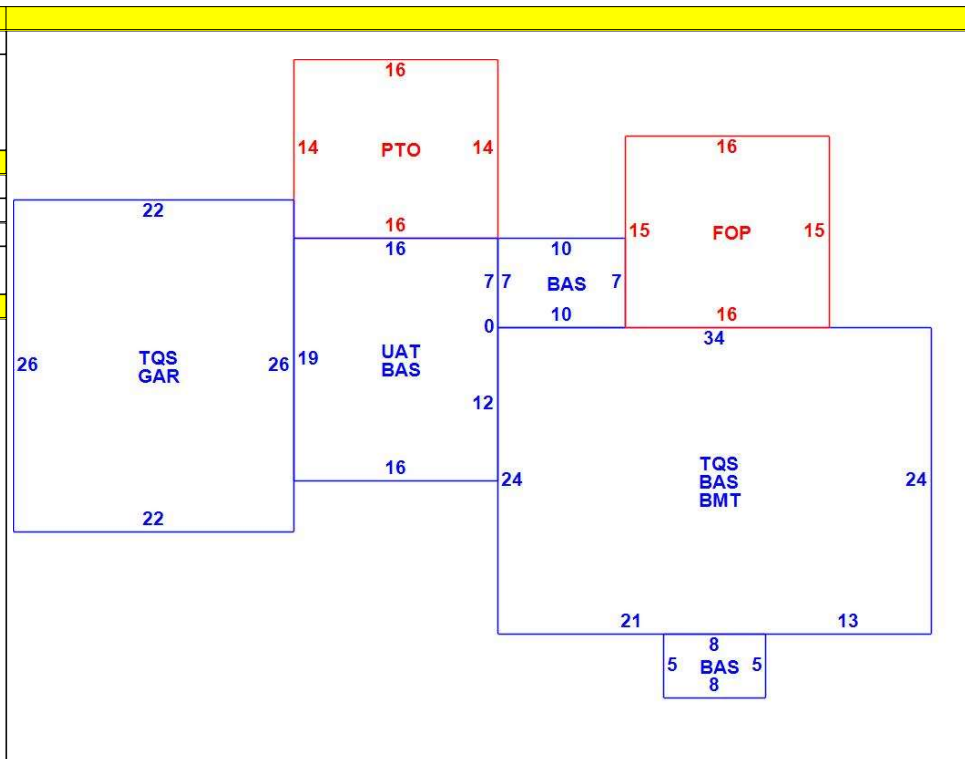 16
14 PTO 14
16
16
15 FOP 15
16
22
26 TQS 26
GAR
22
16
7
19 UAT
BAS
0
12
16
10
7 BAS 7
10
34
24 TQS 24
BAS
BMT
21 13
8
5 BAS 5
8